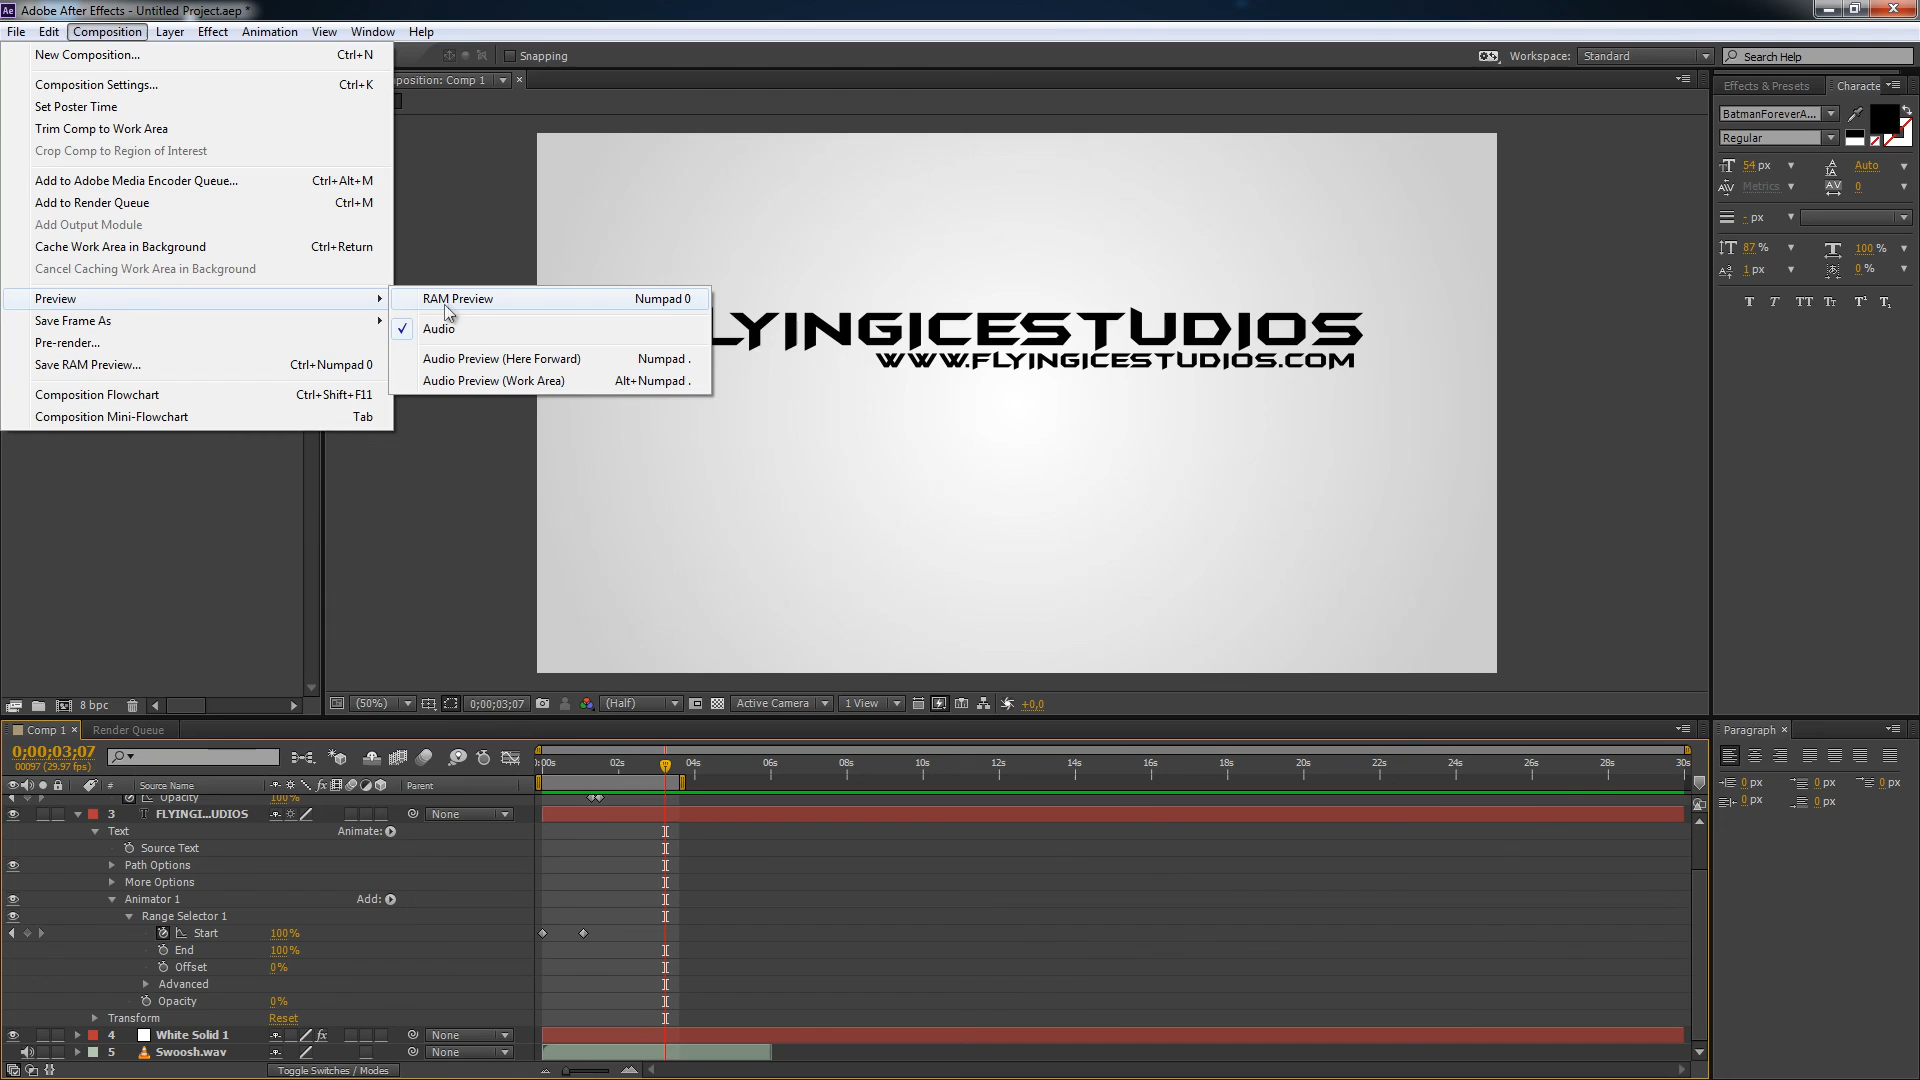 Adobe After Effects - Untitled Project.aep *
File Edit Composition Layer Effect Animation View Window Help
New Composition... Ctrl+N
Composition Settings... Ctrl+K
Set Poster Time
Trim Comp to Work Area
Crop Comp to Region of Interest
Add to Adobe Media Encoder Queue... Ctrl+Alt+M
Add to Render Queue Ctrl+M
Add Output Module
Cache Work Area in Background Ctrl+Return
Cancel Caching Work Area in Background
Preview
Save Frame As
Pre-render...
Save RAM Preview... Ctrl+Numpad 0
Composition Flowchart Ctrl+Shift+F11
Composition Mini-Flowchart Tab
RAM Preview Numpad 0
Audio
Audio Preview (Here Forward) Numpad .
Audio Preview (Work Area) Alt+Numpad .
Snapping
Workspace: Standard
Search Help
position: Comp 1
LYINGICESTUDIOS
WWW.FLYINGICESTUDIOS.COM
Effects & Presets Characte
BatmanForeverA...
Regular
54 px Auto
Metrics 0
- px
87 % 100 %
1 px 0 %
T T TT Tт T¹ T₁
8 bpc
(50%) 0;00;03;07 (Half) Active Camera 1 View +0,0
Comp 1 Render Queue
0;00;03;07
00097 (29.97 fps)
# Source Name Parent
0:00s 02s 04s 06s 08s 10s 12s 14s 16s 18s 20s 22s 24s 26s 28s 30s
Opacity 100%
3 T FLYINGI...UDIOS None
Text Animate:
Source Text
Path Options
More Options
Animator 1 Add:
Range Selector 1
Start 100%
End 100%
Offset 0%
Advanced
Opacity 0%
Transform Reset
4 White Solid 1 fx None
5 Swoosh.wav None
Toggle Switches / Modes
Paragraph
0 px 0 px 0 px
0 px 0 px